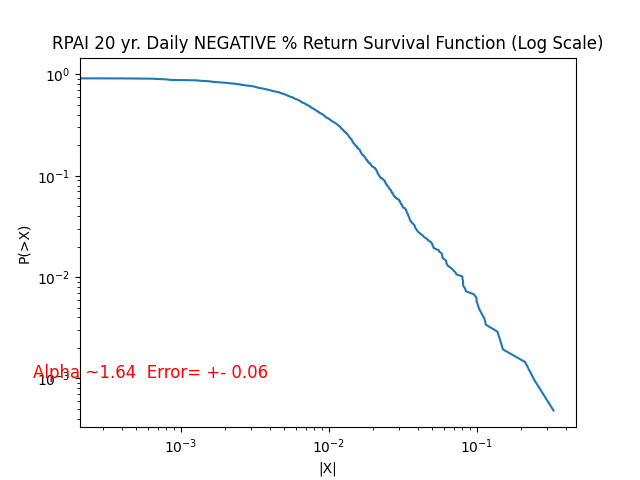 RPAI 20 yr. Daily NEGATIVE % Return Survival Function (Log Scale)
10⁰
10⁻¹
10⁻²
10⁻³
P(>X)
Alpha ~1.64  Error= +- 0.06
10⁻³
10⁻²
10⁻¹
|X|